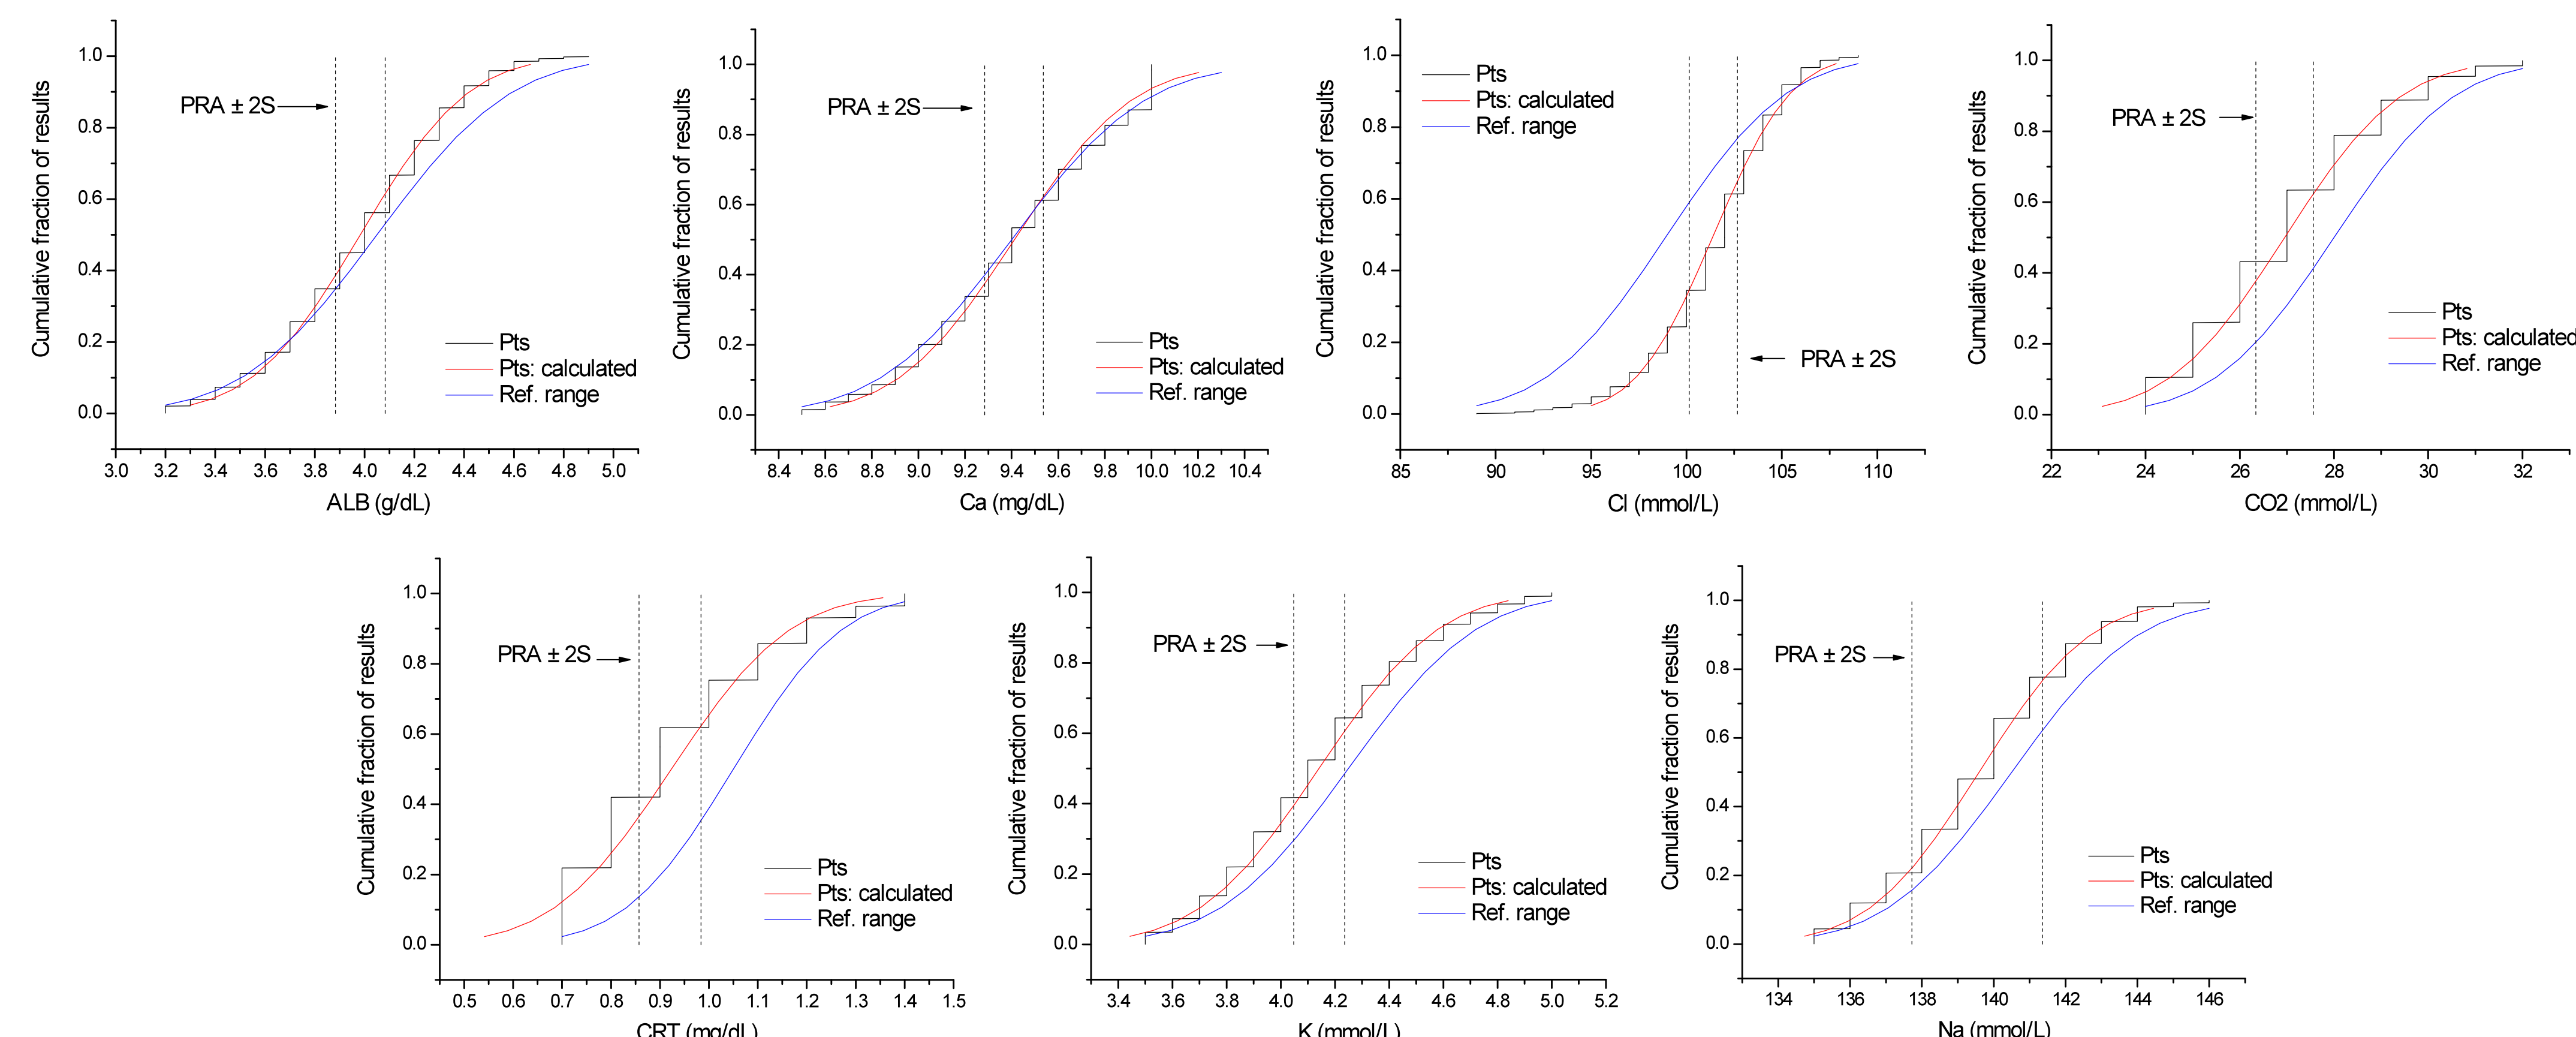 Cumulative fraction of results
1.0
0.8
0.6
0.4
0.2
0.0
PRA ± 2S
Pts
Pts: calculated
Ref. range
3.0 3.2 3.4 3.6 3.8 4.0 4.2 4.4 4.6 4.8 5.0
ALB (g/dL)
Cumulative fraction of results
1.0
0.8
0.6
0.4
0.2
0.0
PRA ± 2S
Pts
Pts: calculated
Ref. range
8.4 8.6 8.8 9.0 9.2 9.4 9.6 9.8 10.0 10.2 10.4
Ca (mg/dL)
Cumulative fraction of results
1.0
0.8
0.6
0.4
0.2
0.0
Pts
Pts: calculated
Ref. range
PRA ± 2S
85 90 95 100 105 110
Cl (mmol/L)
Cumulative fraction of results
1.0
0.8
0.6
0.4
0.2
0.0
PRA ± 2S
Pts
Pts: calculated
Ref. range
22 24 26 28 30 32
CO2 (mmol/L)
Cumulative fraction of results
1.0
0.8
0.6
0.4
0.2
0.0
PRA ± 2S
Pts
Pts: calculated
Ref. range
0.5 0.6 0.7 0.8 0.9 1.0 1.1 1.2 1.3 1.4 1.5
CRT (mg/dL)
Cumulative fraction of results
1.0
0.8
0.6
0.4
0.2
0.0
PRA ± 2S
Pts
Pts: calculated
Ref. range
3.4 3.6 3.8 4.0 4.2 4.4 4.6 4.8 5.0 5.2
K (mmol/L)
Cumulative fraction of results
1.0
0.8
0.6
0.4
0.2
0.0
PRA ± 2S
Pts
Pts: calculated
Ref. range
134 136 138 140 142 144 146
Na (mmol/L)